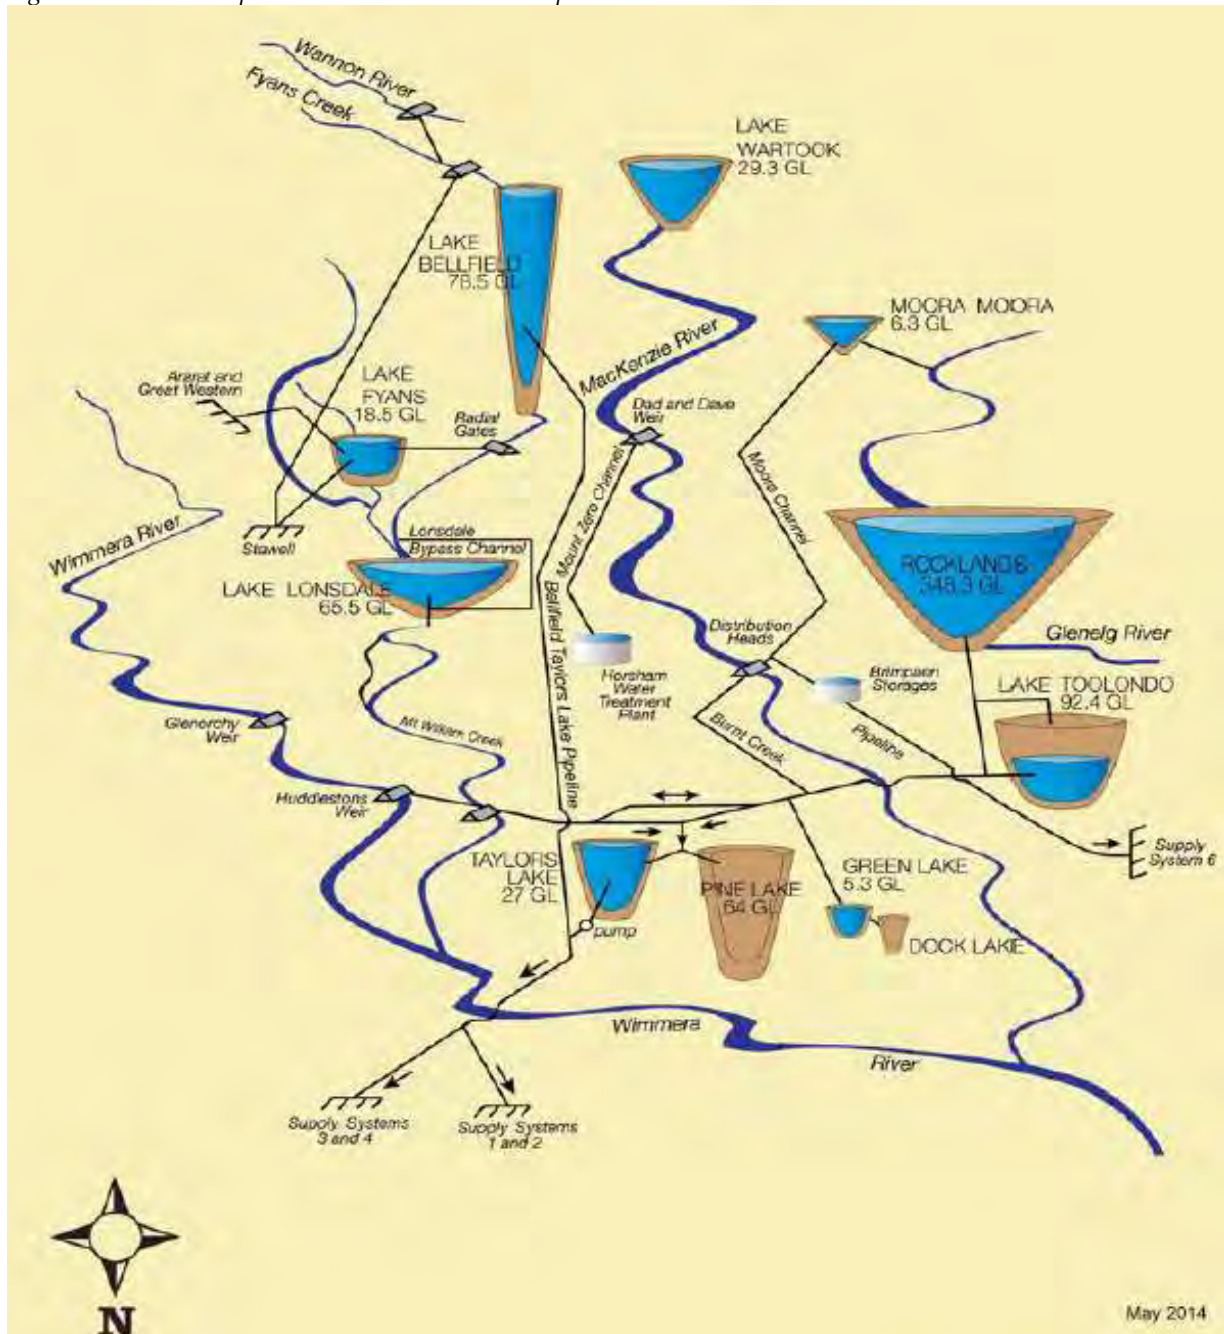 Wannon River
Fyans Creek
LAKE
WARTOOK
29.3 GL
LAKE
BELLFIELD
78.5 GL
MOORA MOORA
6.3 GL
MacKenzie River
Ararat and
Great Western
LAKE
FYANS
18.5 GL
Radial
Gates
Dad and Dave
Weir
Moora Channel
Mount Zero Channel
Wimmera River
Stawell
Lonsdale
Bypass Channel
LAKE LONSDALE
65.5 GL
Bellfield Taylors Lake Pipeline
ROCKLANDS
348.3 GL
Glenelg River
Distribution
Heads
Horsham
Water
Treatment
Plant
Brimpaen
Storages
LAKE TOOLONDO
92.4 GL
Glenorchy
Weir
Mt William Creek
Burnt Creek
Pipeline
Huddlestons
Weir
TAYLORS
LAKE
27 GL
PINE LAKE
64 GL
GREEN LAKE
5.3 GL
Supply
System 6
pump
DOCK LAKE
Wimmera
River
Supply Systems
3 and 4
Supply Systems
1 and 2
N
May 2014